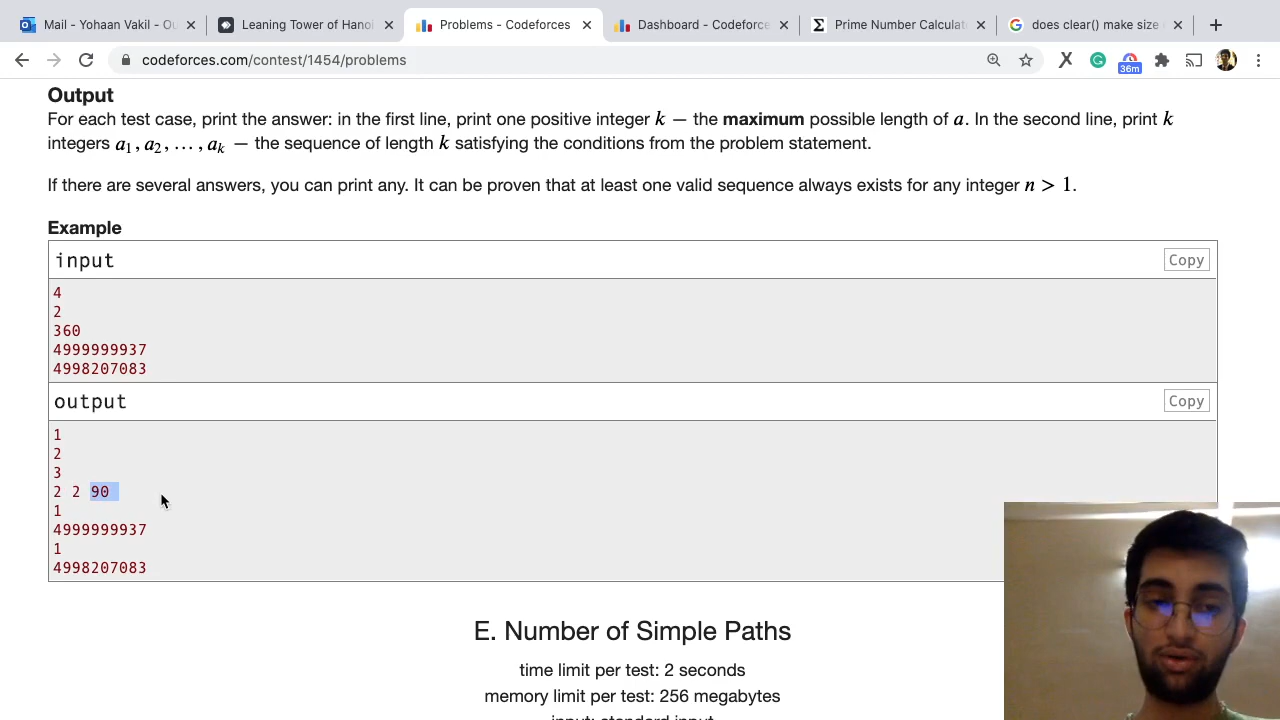 Mail - Yohaan Vakil - Ou
Leaning Tower of Hanoi
Problems - Codeforces
Dashboard - Codeforce
Prime Number Calculat
does clear() make size
codeforces.com/contest/1454/problems
36m
Output
For each test case, print the answer: in the first line, print one positive integer k — the maximum possible length of a. In the second line, print k
integers a₁, a₂, …, aₖ — the sequence of length k satisfying the conditions from the problem statement.
If there are several answers, you can print any. It can be proven that at least one valid sequence always exists for any integer n > 1.
Example
input
Copy
4
2
360
4999999937
4998207083
output
Copy
1
2
3
2 2 90
1
4999999937
1
4998207083
E. Number of Simple Paths
time limit per test: 2 seconds
memory limit per test: 256 megabytes
input: standard input